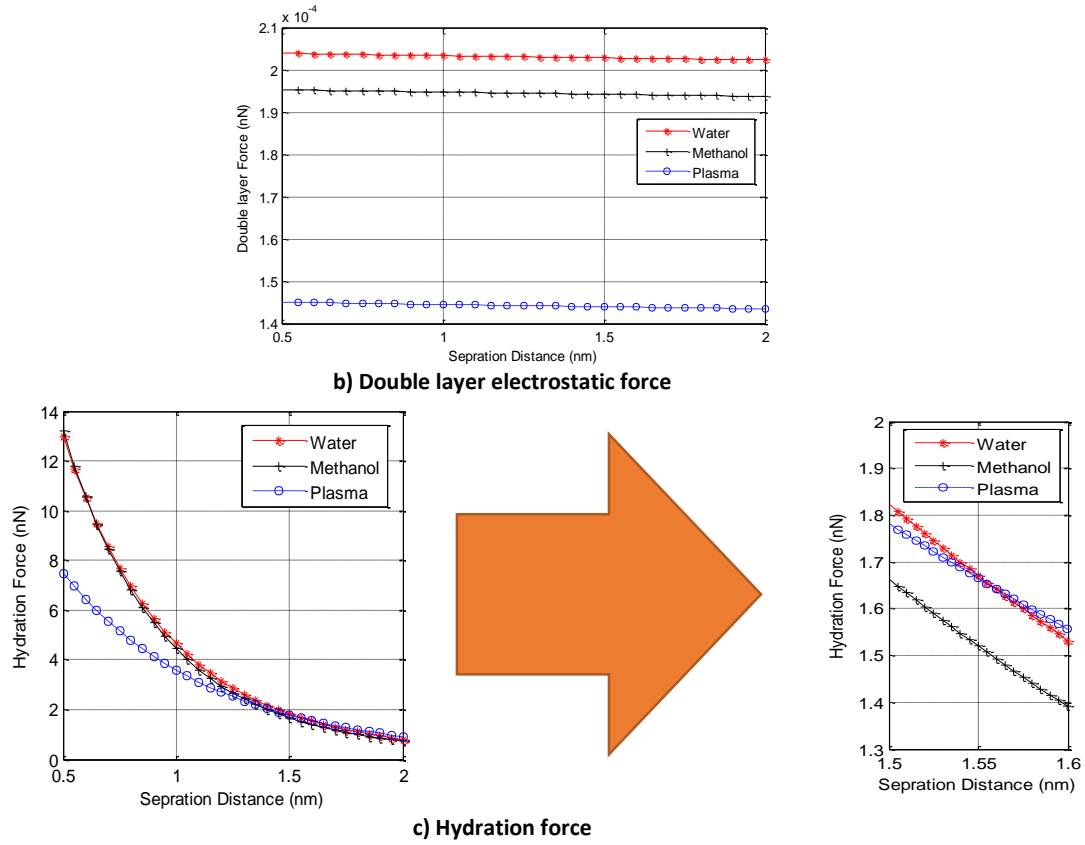 x 10^-4
2.1
2
1.9
1.8
1.7
1.6
1.5
1.4
Double layer Force (nN)
Water
Methanol
Plasma
0.5 1 1.5 2
Sepration Distance (nm)
b) Double layer electrostatic force
14
12
10
8
6
4
2
0
Hydration Force (nN)
Water
Methanol
Plasma
0.5 1 1.5 2
Sepration Distance (nm)
2
1.9
1.8
1.7
1.6
1.5
1.4
1.3
Hydration Force (nN)
Water
Methanol
Plasma
1.5 1.55 1.6
Sepration Distance (nm)
c) Hydration force